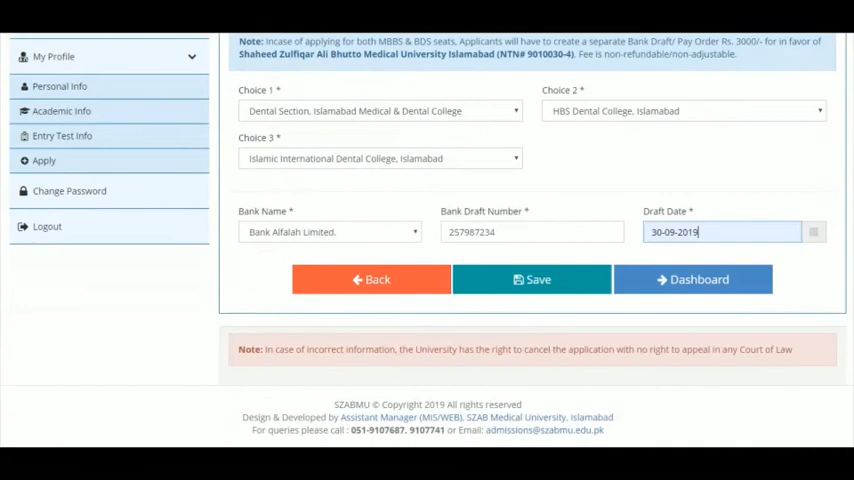 My Profile
Personal Info
Academic Info
Entry Test Info
Apply
Change Password
Logout
Note: Incase of applying for both MBBS & BDS seats, Applicants will have to create a separate Bank Draft/ Pay Order Rs. 3000/- for in favor of
Shaheed Zulfiqar Ali Bhutto Medical University Islamabad (NTN# 9010030-4). Fee is non-refundable/non-adjustable.
Choice 1 * Choice 2 *
Dental Section, Islamabad Medical & Dental College HBS Dental College, Islamabad
Choice 3 *
Islamic International Dental College, Islamabad
Bank Name * Bank Draft Number * Draft Date *
Bank Alfalah Limited. 257987234 30-09-2019
Back Save Dashboard
Note: In case of incorrect information, the University has the right to cancel the application with no right to appeal in any Court of Law
SZABMU © Copyright 2019 All rights reserved
Design & Developed by Assistant Manager (MIS/WEB), SZAB Medical University, Islamabad
For queries please call : 051-9107687, 9107741 or Email: admissions@szabmu.edu.pk